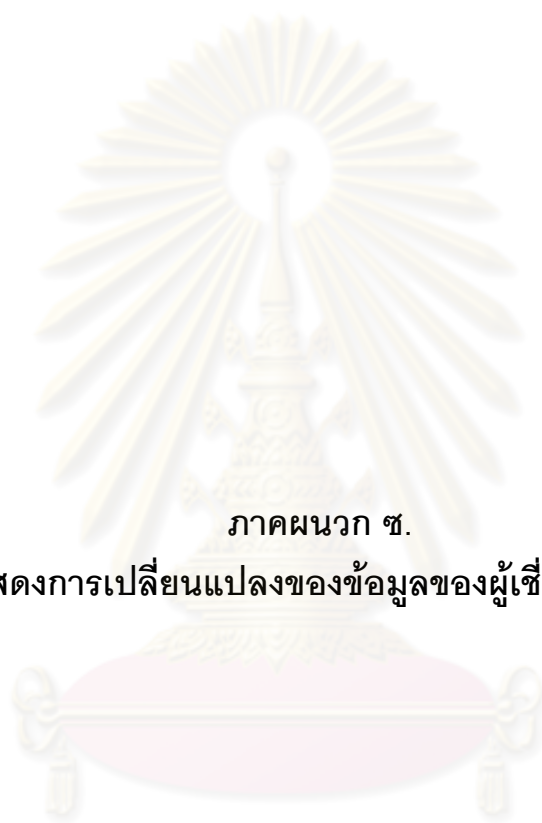 ภาคผนวก ซ.
แสดงการเปลี่ยนแปลงของข้อมูลของผู้เชี่